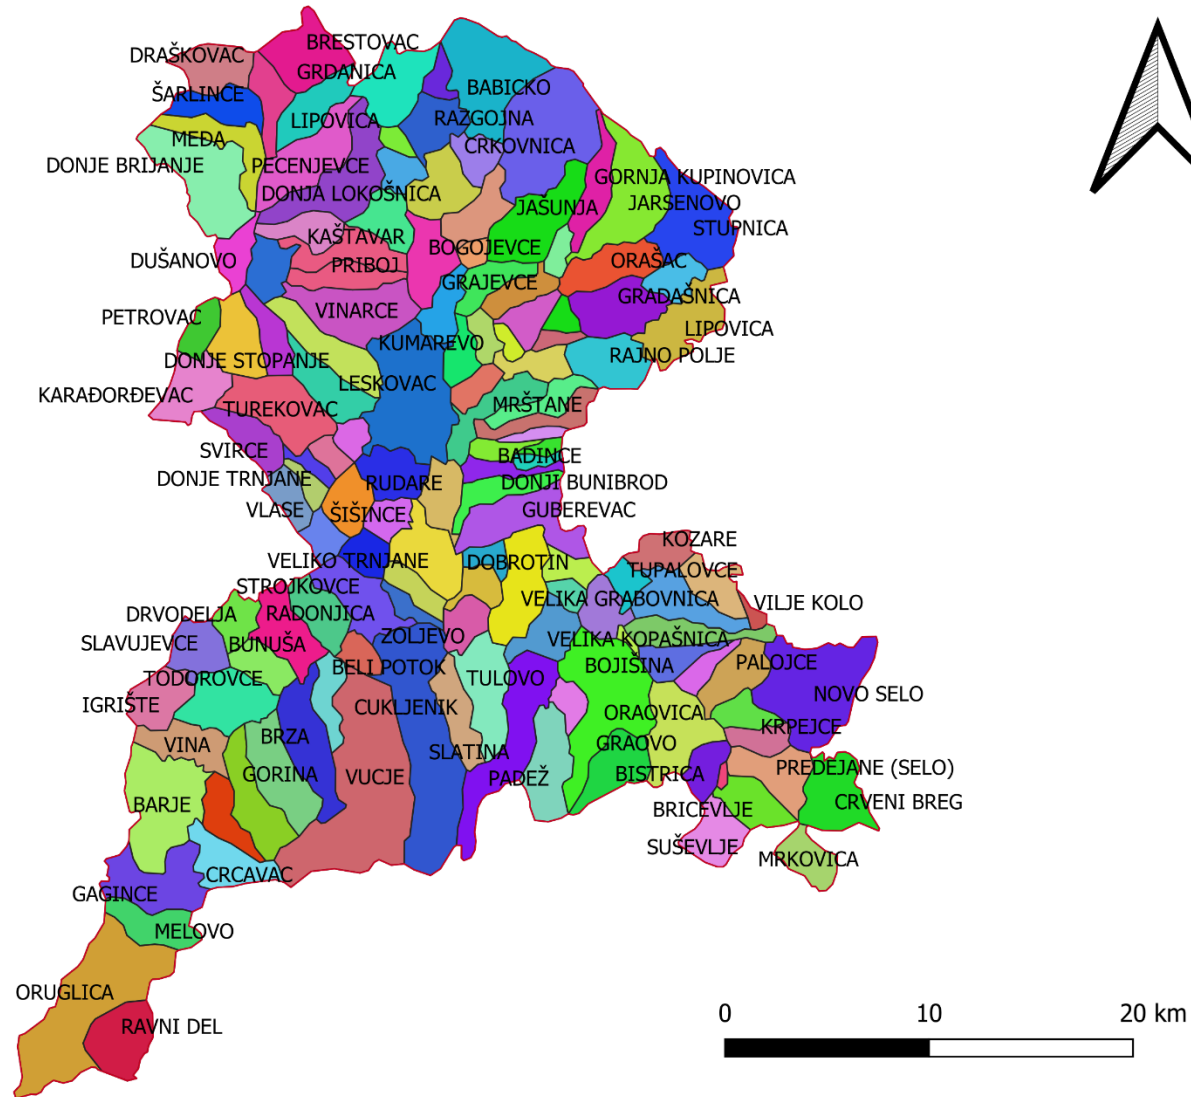 BRESTOVAC
DRAŠKOVAC
GRDANICA
BABICKO
ŠARLINCE
LIPOVICA
RAZGOJNA
MEDA
CRKOVNICA
DONJE BRIJANJE
PECENJEVCE
GORNJA KUPINOVICA
DONJA LOKOŠNICA
JARSENOVO
JAŠUNJA
STUPNICA
KAŠTAVAR
BOGOJEVCE
DUŠANOVO
PRIBOJ
ORAŠAC
GRAJEVCE
GRADAŠNICA
VINARCE
PETROVAC
LIPOVICA
KUMAREVO
RAJNO POLJE
DONJE STOPANJE
LESKOVAC
KARAĐORĐEVAC
TUREKOVAC
MRŠTANE
SVIRCE
BADINCE
DONJE TRNJANE
RUDARE
DONJI BUNIBROD
VLASE
ŠIŠINCE
GUBEREVAC
KOZARE
VELIKO TRNJANE
DOBROTIN
TUPALOVCE
STROJKOVCE
VELIKA GRABOVNICA
VILJE KOLO
DRVODELJA
RADONJICA
SLAVUJEVCE
BUNUŠA
ZOLJEVO
VELIKA KOPAŠNICA
BELI POTOK
BOJIŠINA
PALOJCE
TODOROVCE
TULOVO
NOVO SELO
IGRIŠTE
CUKLJENIK
ORAOVICA
KRPEJCE
VINA
BRZA
SLATINA
GRAOVO
GORINA
VUCJE
PADEŽ
BISTRICA
PREDEJANE (SELO)
BARJE
BRICEVLJE
CRVENI BREG
SUŠEVLJE
MRKOVICA
CRCAVAC
GAGINCE
MELOVO
ORUGLICA
RAVNI DEL
0 10 20 km